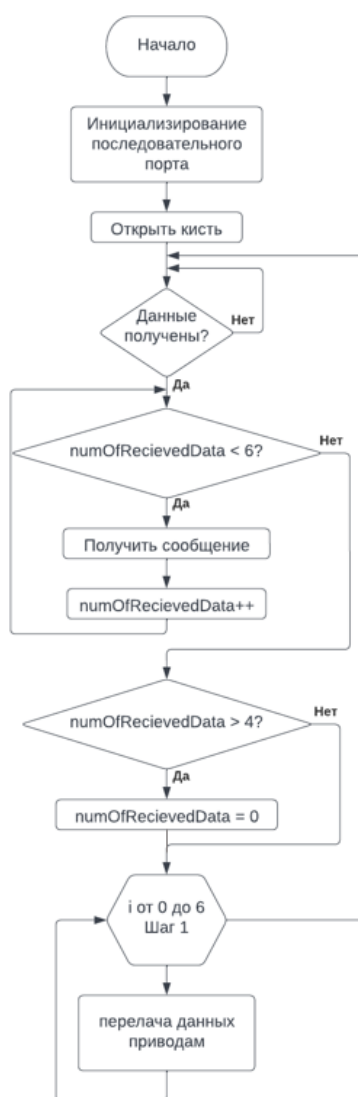 Начало
Инициализирование
последовательного
порта
Открыть кисть
Данные
получены?
Нет
Да
numOfRecievedData < 6?
Нет
Да
Получить сообщение
numOfRecievedData++
numOfRecievedData > 4?
Нет
Да
numOfRecievedData = 0
i от 0 до 6
Шаг 1
перелача данных
приводам